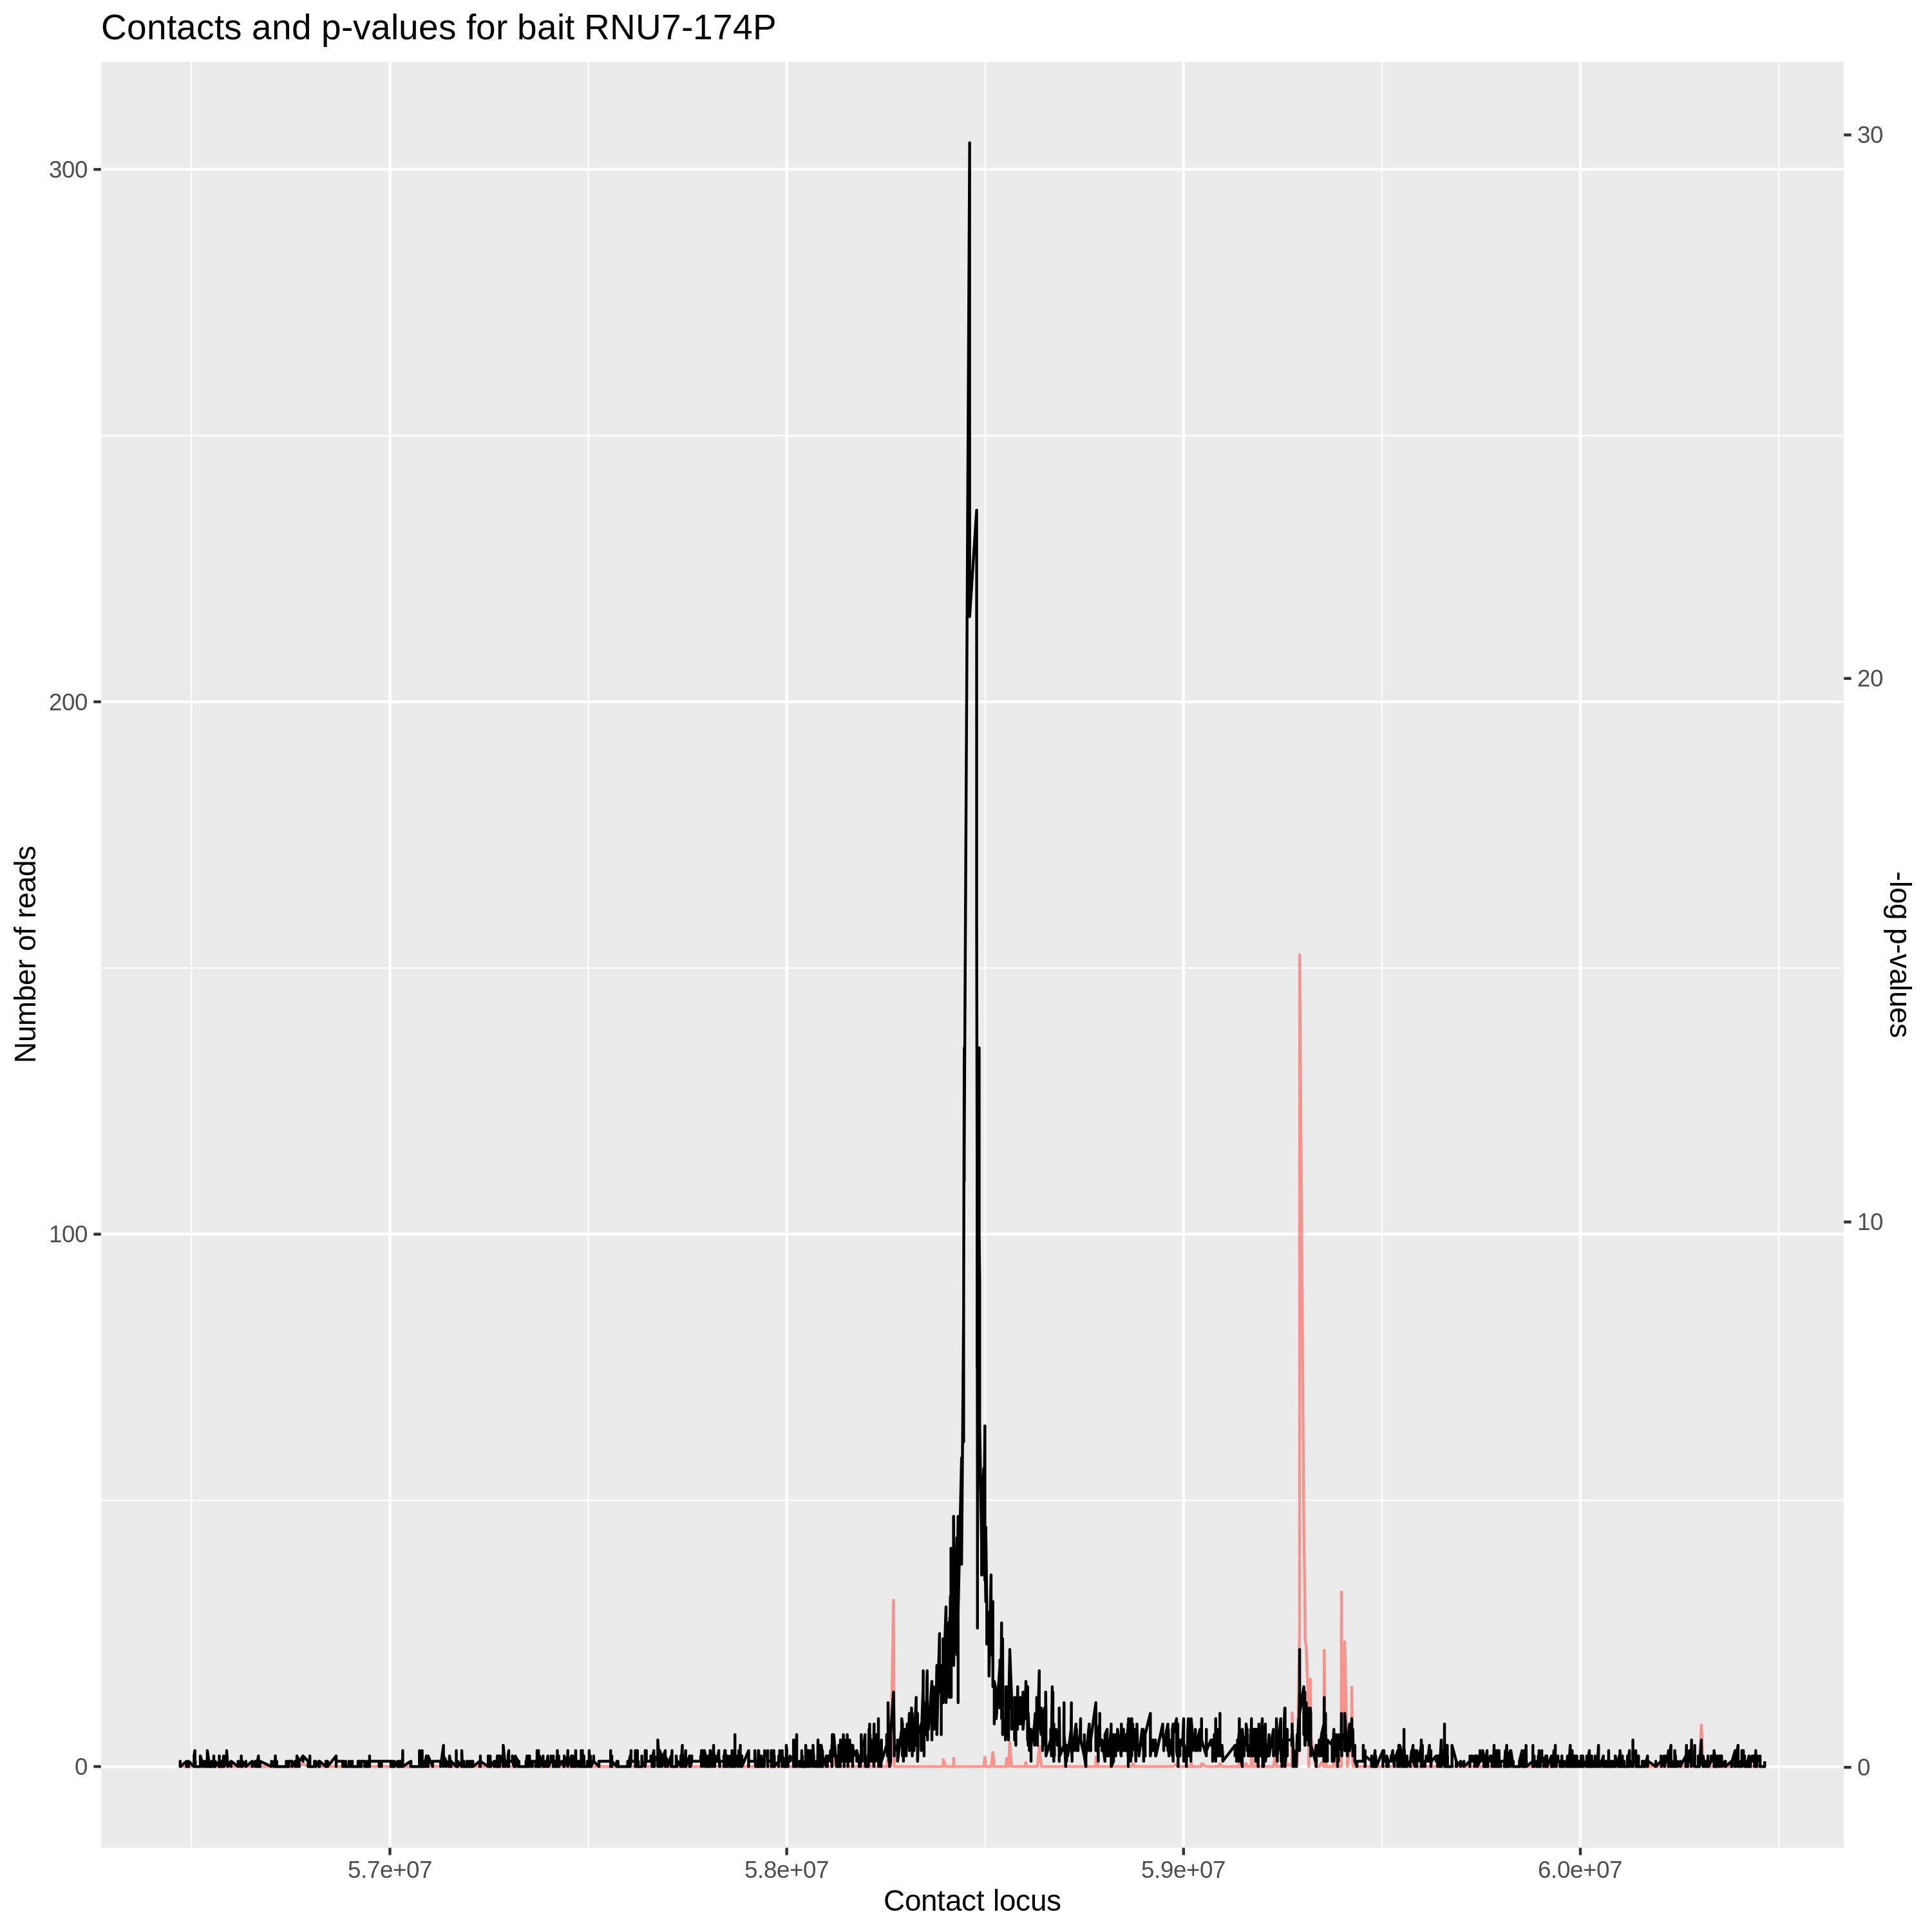 Contacts and p-values for bait RNU7-174P
300
200
100
0
Number of reads
30
20
10
0
-log p-values
5.7e+07
5.8e+07
5.9e+07
6.0e+07
Contact locus